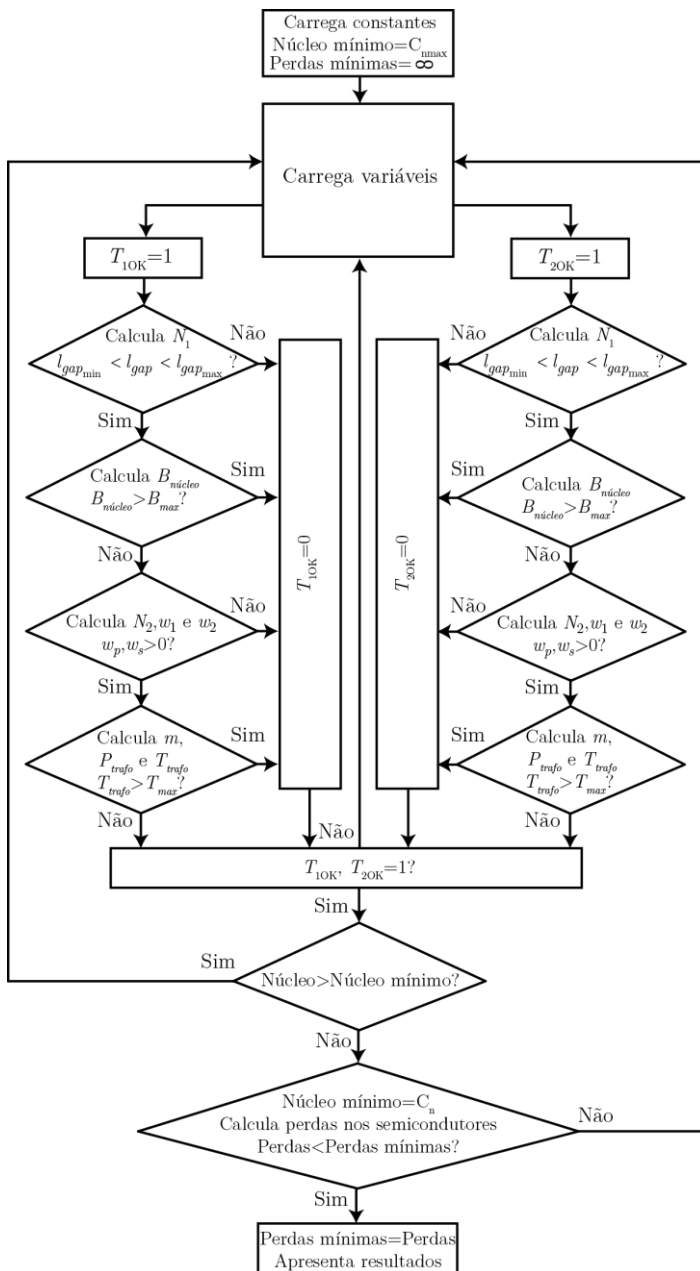 Carrega constantes
Núcleo mínimo=C_nmax
Perdas mínimas=∞
Carrega variáveis
T_1OK=1
T_2OK=1
Calcula N_1
l_gap_min < l_gap < l_gap_max ?
Não
Sim
Calcula B_núcleo
B_núcleo>B_max?
Sim
Não
Calcula N_2,w_1 e w_2
w_p,w_s>0?
Não
Sim
Calcula m,
P_trafo e T_trafo
T_trafo>T_max?
Sim
Não
T_1OK=0
Não
Calcula N_1
l_gap_min < l_gap < l_gap_max ?
Não
Sim
Calcula B_núcleo
B_núcleo>B_max?
Sim
Não
Calcula N_2,w_1 e w_2
w_p,w_s>0?
Não
Sim
Calcula m,
P_trafo e T_trafo
T_trafo>T_max?
Sim
Não
T_2OK=0
T_1OK, T_2OK=1?
Sim
Sim
Núcleo>Núcleo mínimo?
Não
Núcleo mínimo=C_n
Calcula perdas nos semicondutores
Perdas<Perdas mínimas?
Não
Sim
Perdas mínimas=Perdas
Apresenta resultados